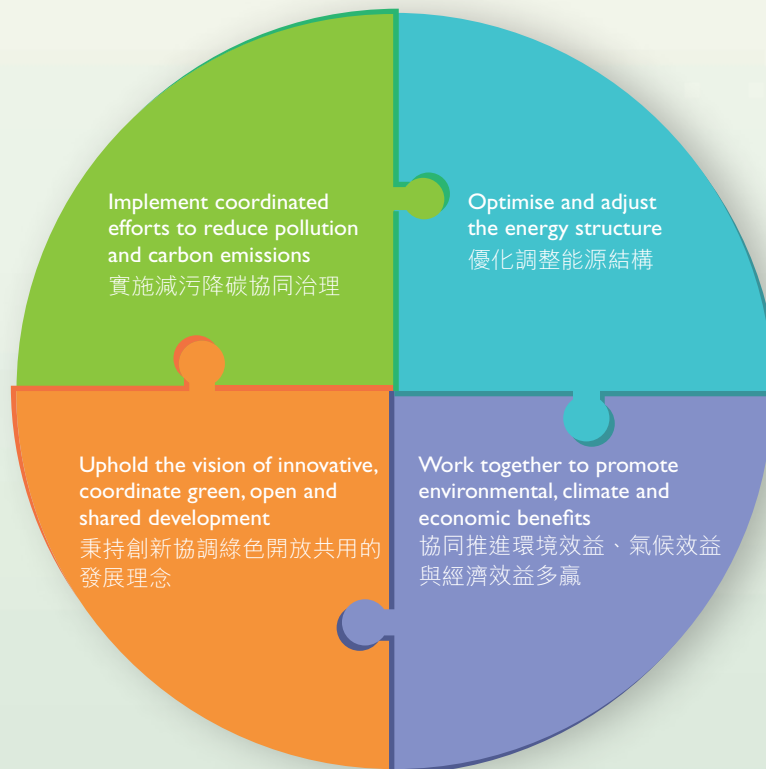 Implement coordinated
efforts to reduce pollution
and carbon emissions
實施減污降碳協同治理
Optimise and adjust
the energy structure
優化調整能源結構
Uphold the vision of innovative,
coordinate green, open and
shared development
秉持創新協調綠色開放共用的
發展理念
Work together to promote
environmental, climate and
economic benefits
協同推進環境效益、氣候效益
與經濟效益多贏